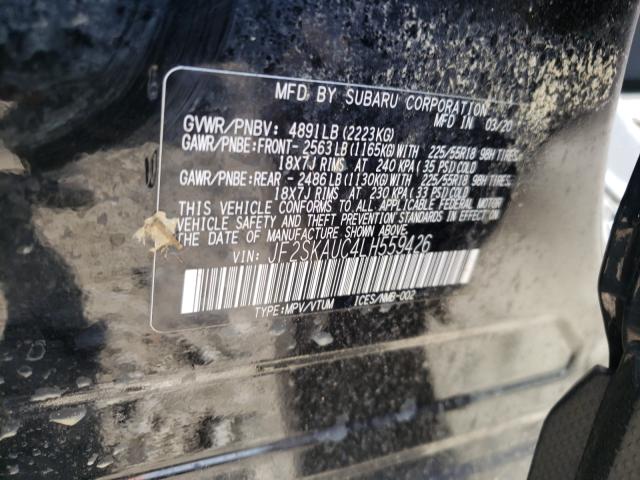 MFD BY SUBARU CORPORATION
MFD IN 03/20
GVWR/PNBV: 4891LB(2223KG)
GAWR/PNBE:FRONT- 2563LB(1165KG)WITH 225/55R18 98H TIRES,
18X7J RIMS AT 240 KPA(35 PSI)COLD
GAWR/PNBE:REAR - 2486LB(1130KG)WITH 225/55R18 98H TIRES,
18X7J RIMS AT 230 KPA(33 PSI)COLD
THIS VEHICLE CONFORMS TO ALL APPLICABLE FEDERAL MOTOR
VEHICLE SAFETY AND THEFT PREVENTION STANDARDS IN EFFECT ON
THE DATE OF MANUFACTURE SHOWN ABOVE.
VIN: JF2SKAUC4LH559426
TYPE:MPV/VTUM ICES/NMB-002